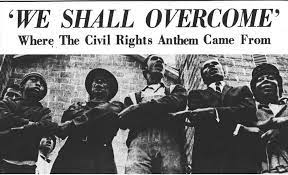 ‘WE SHALL OVERCOME’
Where The Civil Rights Anthem Came From